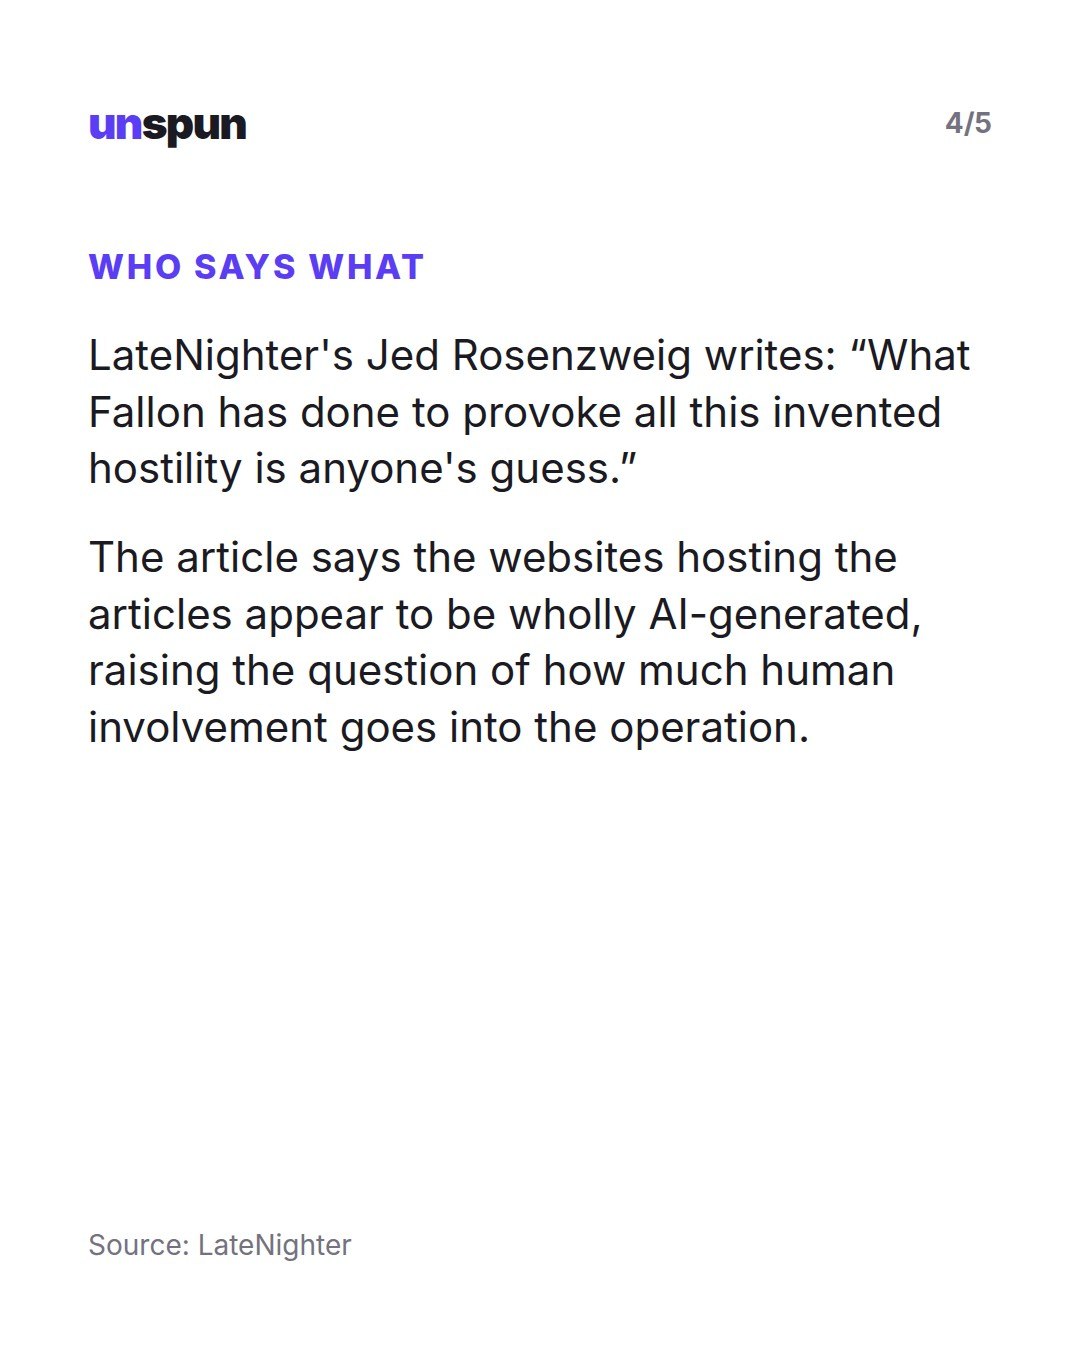 unspun
4/5
WHO SAYS WHAT
LateNighter's Jed Rosenzweig writes: “What
Fallon has done to provoke all this invented
hostility is anyone's guess.”
The article says the websites hosting the
articles appear to be wholly AI-generated,
raising the question of how much human
involvement goes into the operation.
Source: LateNighter